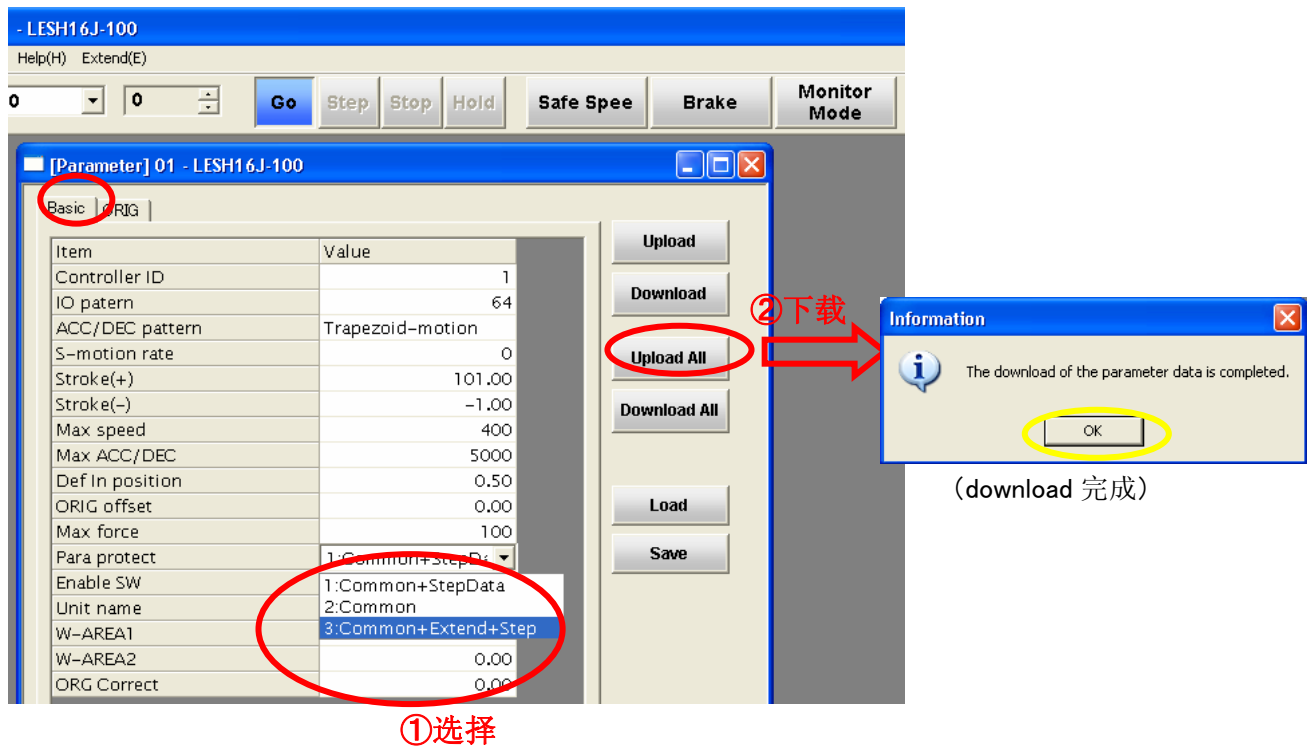 - LESH16J-100
Help(H) Extend(E)
0 0 Go Step Stop Hold Safe Spee Brake Monitor Mode
[Parameter] 01 - LESH16J-100
Basic ORIG
Item Value
Controller ID 1
IO patern 64
ACC/DEC pattern Trapezoid-motion
S-motion rate 0
Stroke(+) 101.00
Stroke(-) -1.00
Max speed 400
Max ACC/DEC 5000
Def In position 0.50
ORIG offset 0.00
Max force 100
Para protect 1:Common+StepDa
Enable SW
Unit name
W-AREA1
W-AREA2 0.00
ORG Correct 0.00
1:Common+StepData
2:Common
3:Common+Extend+Step
①选择
Upload
Download
Upload All
Download All
Load
Save
②下载
Information
The download of the parameter data is completed.
OK
（download 完成）